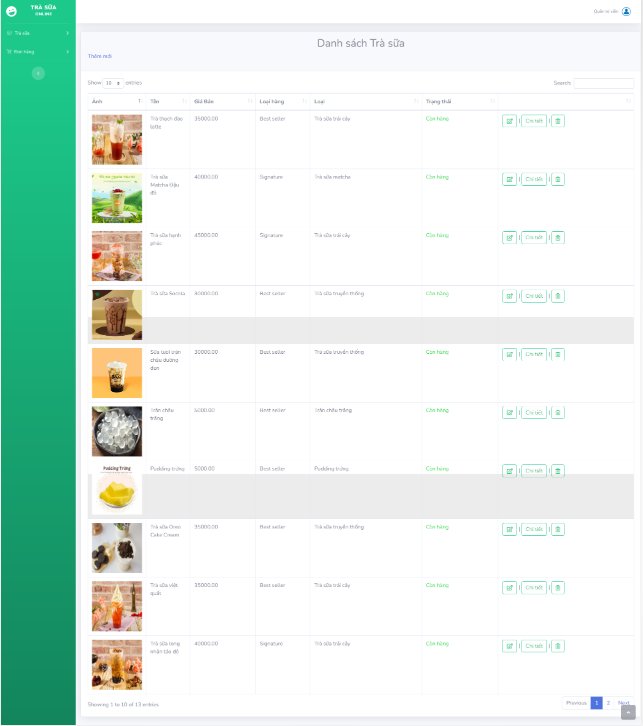 TRÀ SỮA
ONLINE
Trà sữa
Đơn hàng
Quản trị viên
Danh sách Trà sữa
Thêm mới
Show 10 entries
Search:
Ảnh Tên Giá Bán Loại hàng Loại Trạng thái
Trà thạch đào 35000.00 Best seller Trà sữa trái cây Còn hàng Chi tiết
latte
Trà sữa 40000.00 Signature Trà sữa matcha Còn hàng Chi tiết
Matcha Đậu
đỏ
Trà sữa hạnh 45000.00 Signature Trà sữa trái cây Còn hàng Chi tiết
phúc
Trà sữa Socola 30000.00 Best seller Trà sữa truyền thống Còn hàng Chi tiết
Sữa tươi trân 30000.00 Best seller Trà sữa truyền thống Còn hàng Chi tiết
châu đường
đen
Trân châu 5000.00 Best seller Trân châu trắng Còn hàng Chi tiết
trắng
Pudding Trứng
Pudding trứng 5000.00 Best seller Pudding trứng Còn hàng Chi tiết
Trà sữa Oreo 35000.00 Best seller Trà sữa truyền thống Còn hàng Chi tiết
Cake Cream
Trà sữa việt 35000.00 Best seller Trà sữa trái cây Còn hàng Chi tiết
quất
Trà sữa long 40000.00 Signature Trà sữa trái cây Còn hàng Chi tiết
nhãn táo đỏ
Showing 1 to 10 of 13 entries
Previous 1 2 Next